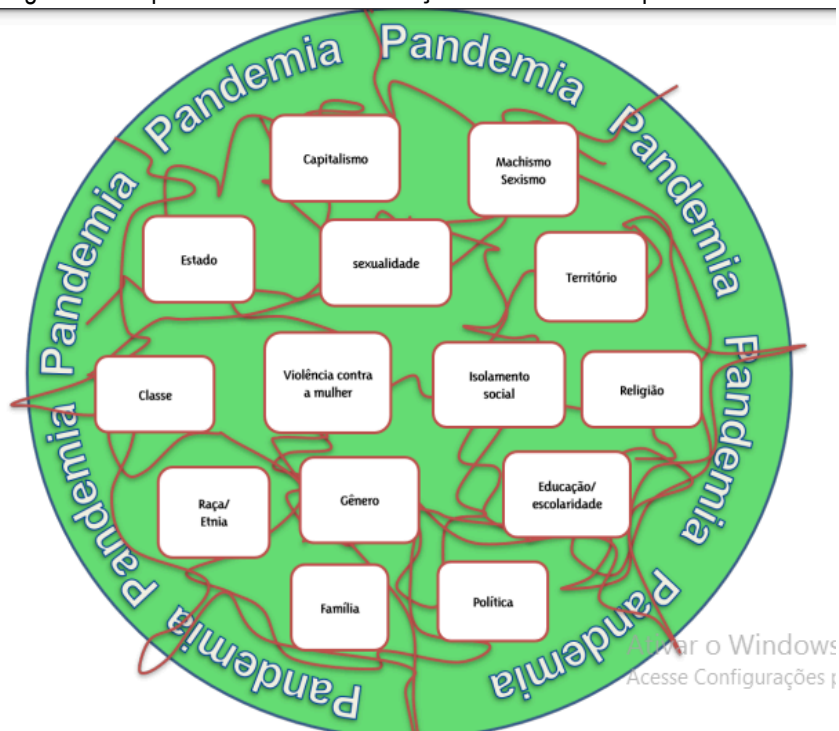 Pandemia
Pandemia
Pandemia
Pandemia
Pandemia
Pandemia
Pandemia
Pandemia
Pandemia
Capitalismo
Machismo
Sexismo
Estado
sexualidade
Território
Classe
Violência contra
a mulher
Isolamento
social
Religião
Raça/
Etnia
Gênero
Educação/
escolaridade
Família
Política
Ativar o Windows
Acesse Configurações